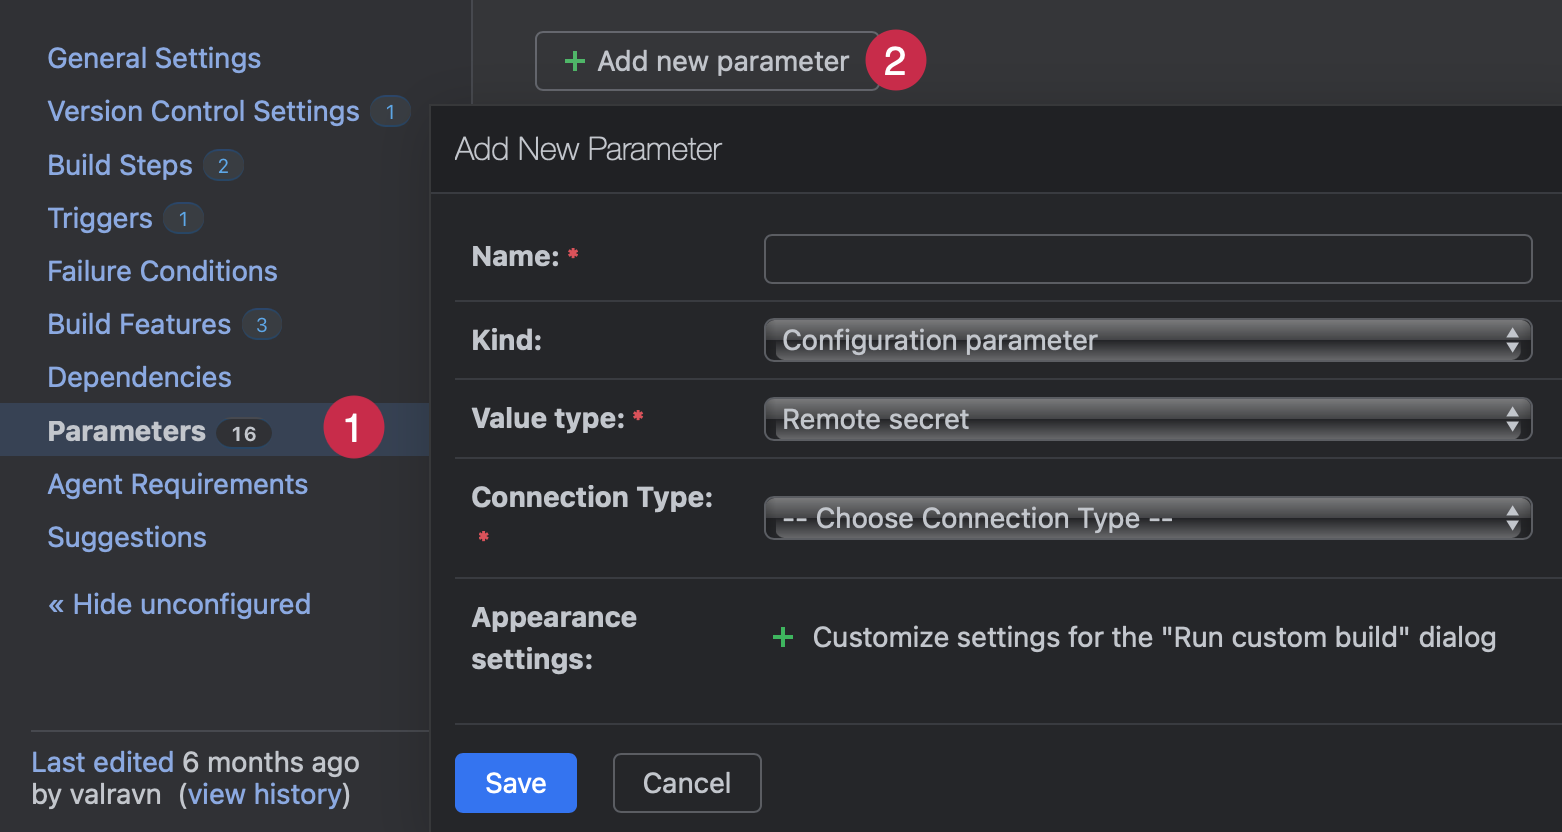 General Settings
Version Control Settings 1
Build Steps 2
Triggers 1
Failure Conditions
Build Features 3
Dependencies
Parameters 16 1
Agent Requirements
Suggestions
« Hide unconfigured
Last edited 6 months ago
by valravn (view history)
+ Add new parameter 2
Add New Parameter
Name: *
Kind: Configuration parameter
Value type: * Remote secret
Connection Type:
* -- Choose Connection Type --
Appearance
settings:
+ Customize settings for the "Run custom build" dialog
Save Cancel